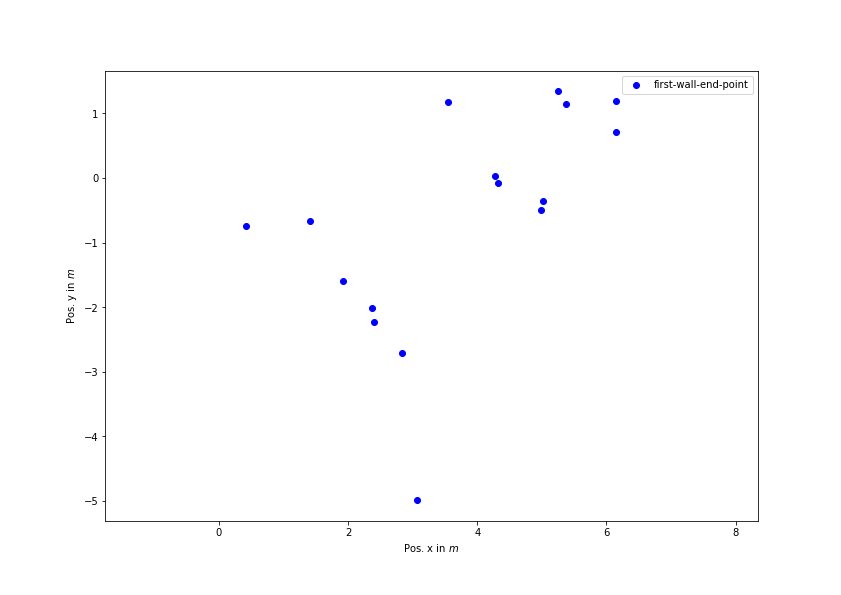 first-wall-end-point
1
0
−1
−2
−3
−4
−5
Pos. y in m
0 2 4 6 8
Pos. x in m